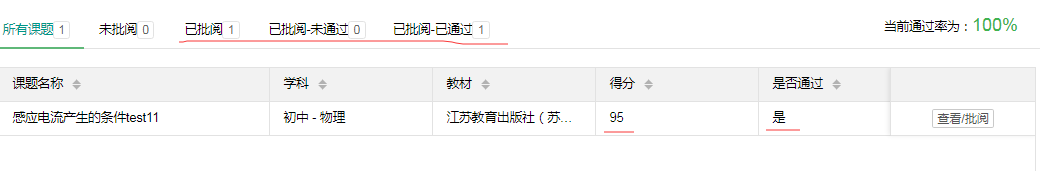 所有课题 1 未批阅 0 已批阅 1 已批阅-未通过 0 已批阅-已通过 1 当前通过率为：100%
课题名称 学科 教材 得分 是否通过
感应电流产生的条件test11 初中 - 物理 江苏教育出版社（苏... 95 是 查看/批阅